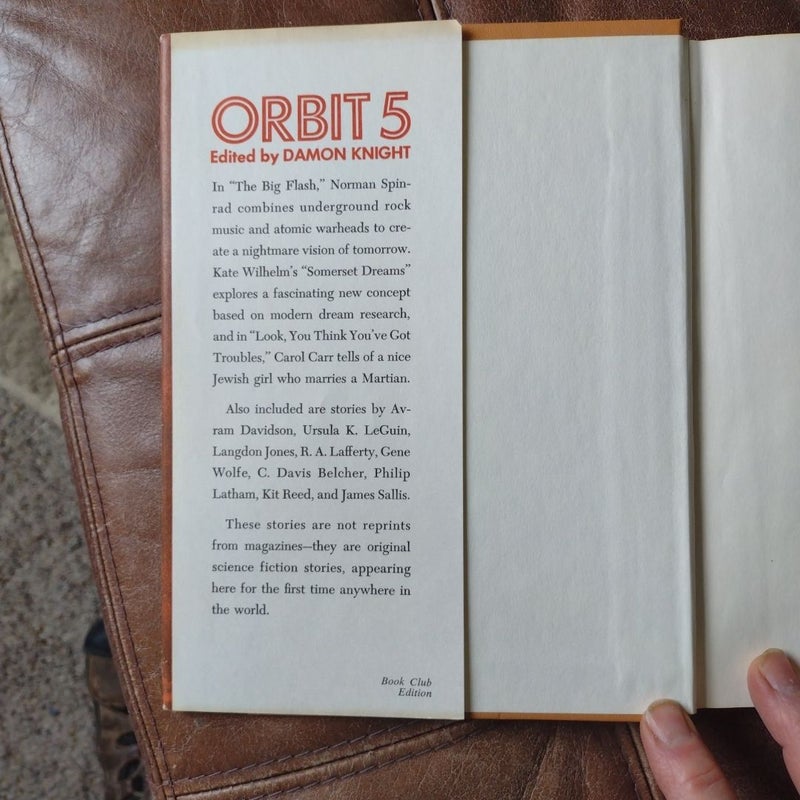 ORBIT 5
Edited by DAMON KNIGHT
In “The Big Flash,” Norman Spin-
rad combines underground rock
music and atomic warheads to cre-
ate a nightmare vision of tomorrow.
Kate Wilhelm’s “Somerset Dreams”
explores a fascinating new concept
based on modern dream research,
and in “Look, You Think You’ve Got
Troubles,” Carol Carr tells of a nice
Jewish girl who marries a Martian.
Also included are stories by Av-
ram Davidson, Ursula K. LeGuin,
Langdon Jones, R. A. Lafferty, Gene
Wolfe, C. Davis Belcher, Philip
Latham, Kit Reed, and James Sallis.
These stories are not reprints
from magazines—they are original
science fiction stories, appearing
here for the first time anywhere in
the world.
Book Club
Edition